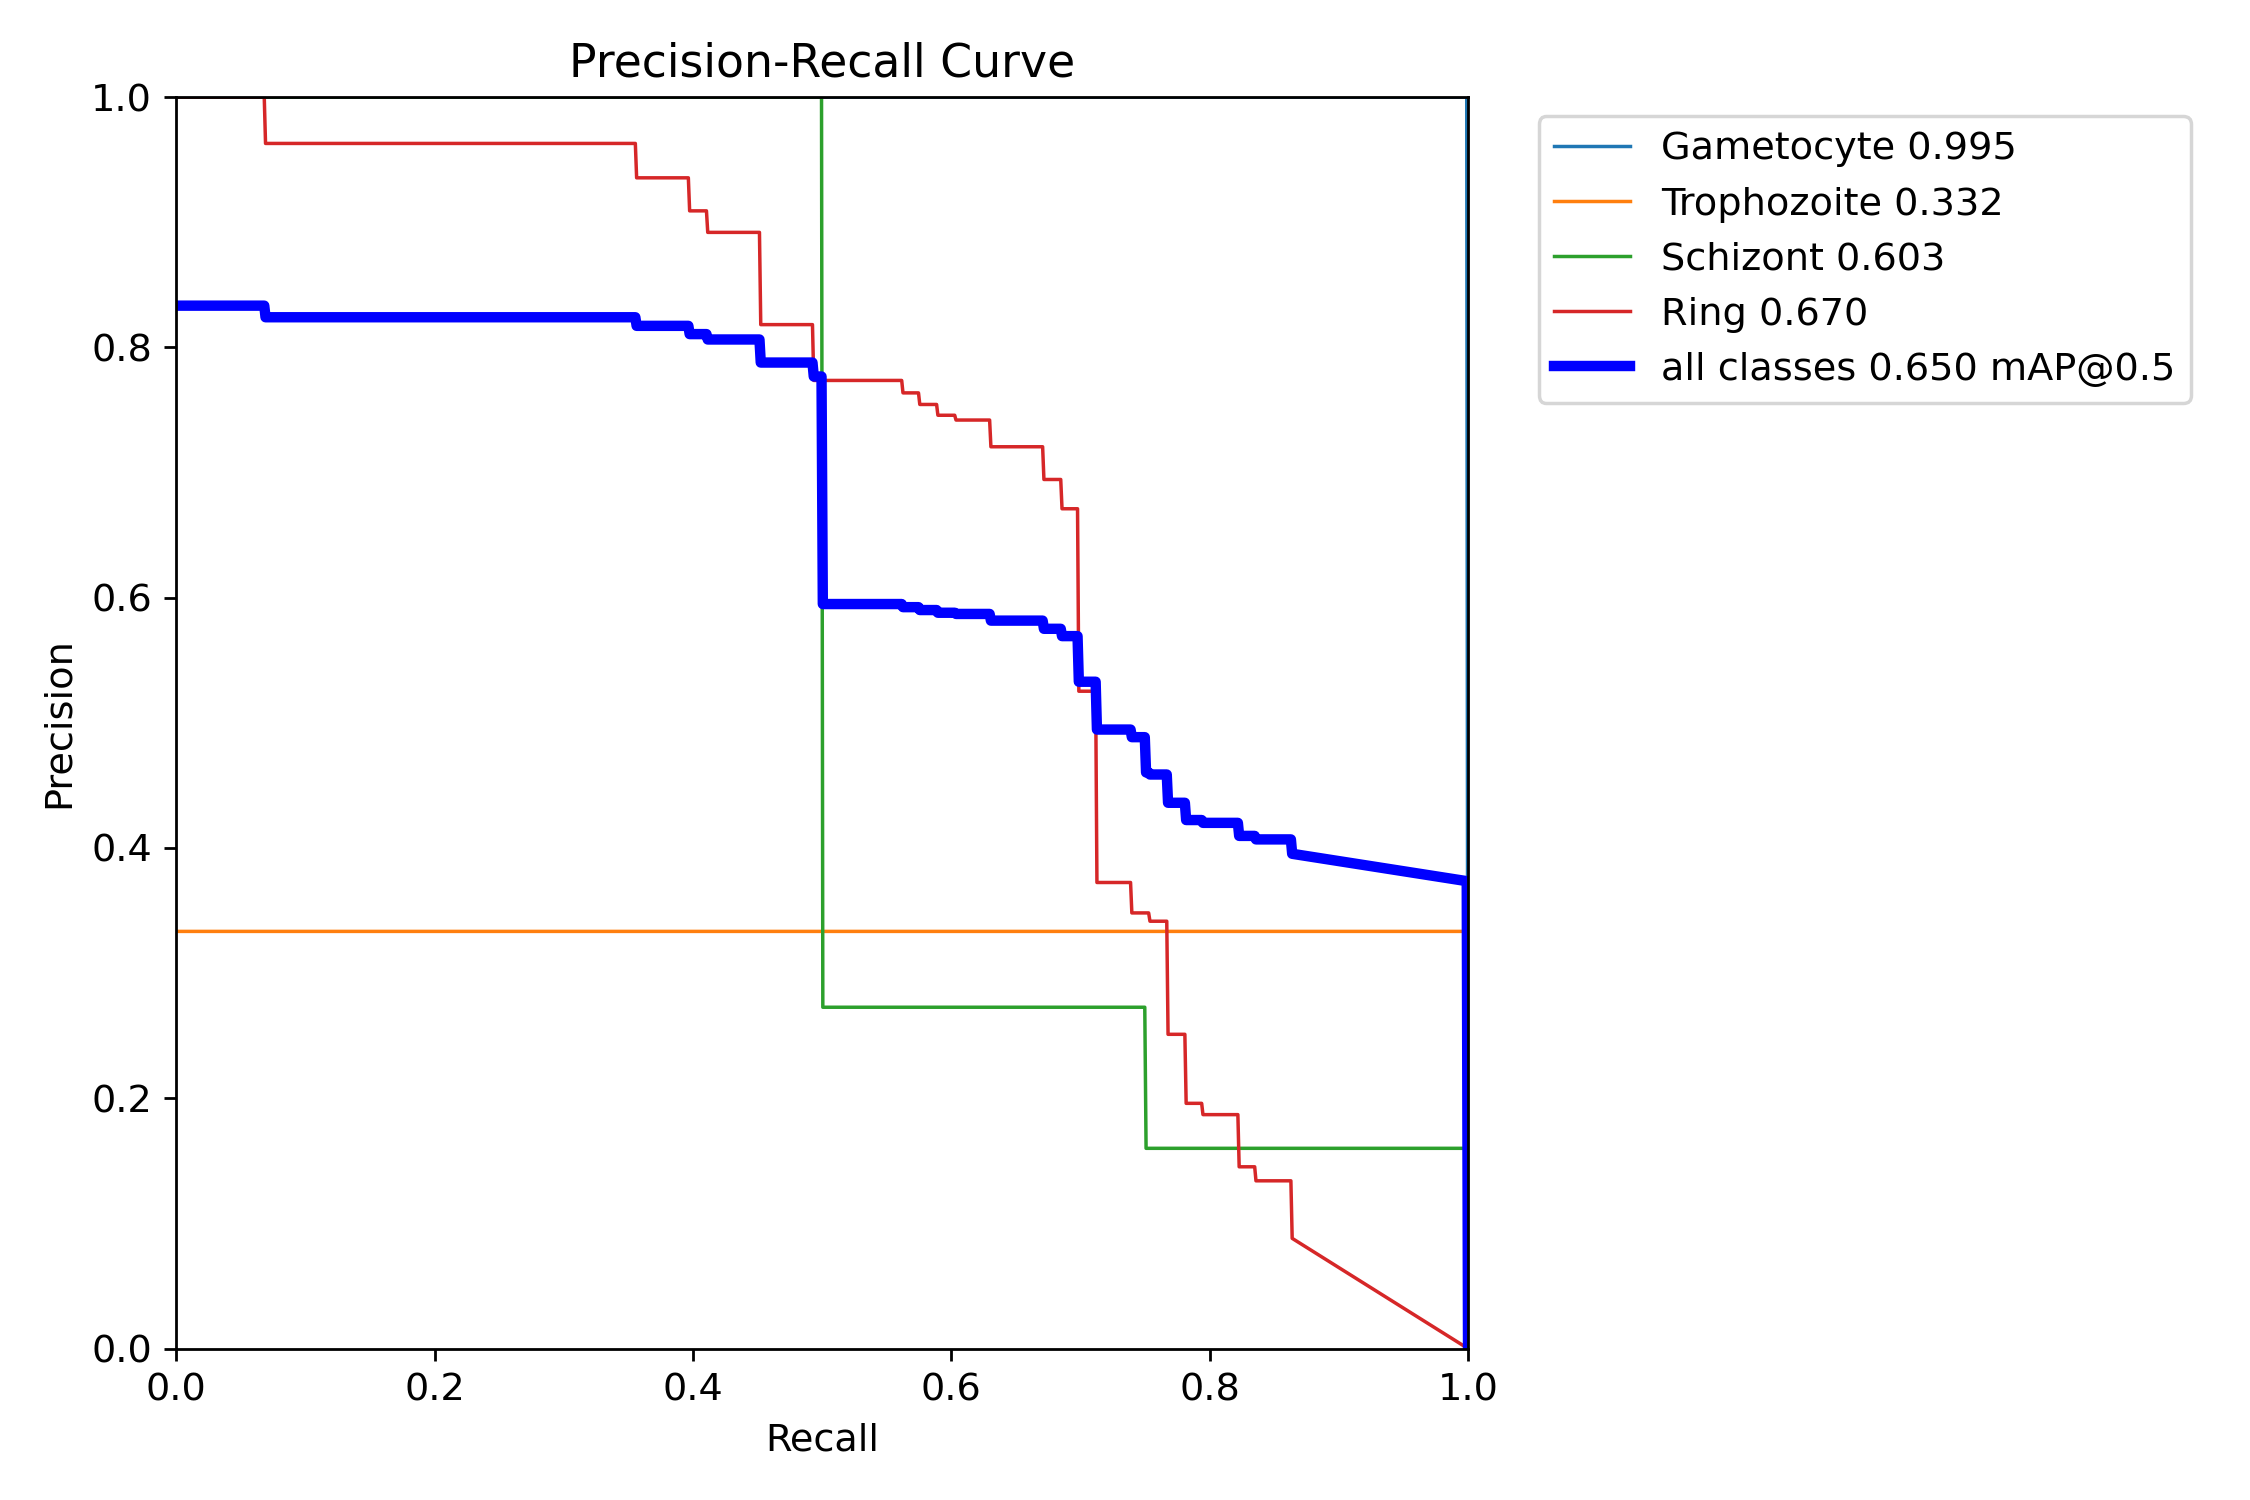 Precision-Recall Curve
1.0
0.8
0.6
0.4
0.2
0.0
Precision
0.0 0.2 0.4 0.6 0.8 1.0
Recall
Gametocyte 0.995
Trophozoite 0.332
Schizont 0.603
Ring 0.670
all classes 0.650 mAP@0.5